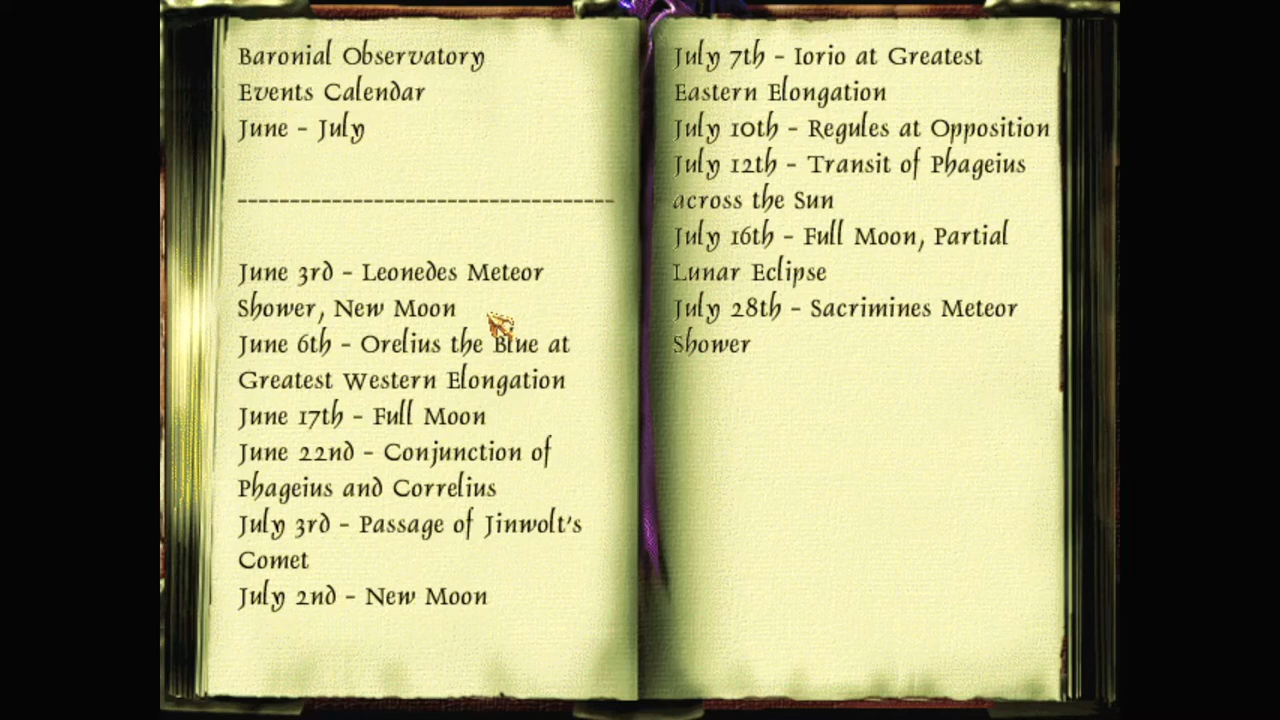 Baronial Observatory
Events Calendar
June - July
-----------------------------------
June 3rd - Leonedes Meteor
Shower, New Moon
June 6th - Orelius the Blue at
Greatest Western Elongation
June 17th - Full Moon
June 22nd - Conjunction of
Phageius and Correlius
July 3rd - Passage of Jinwolt's
Comet
July 2nd - New Moon
July 7th - Iorio at Greatest
Eastern Elongation
July 10th - Regules at Opposition
July 12th - Transit of Phageius
across the Sun
July 16th - Full Moon, Partial
Lunar Eclipse
July 28th - Sacrimines Meteor
Shower